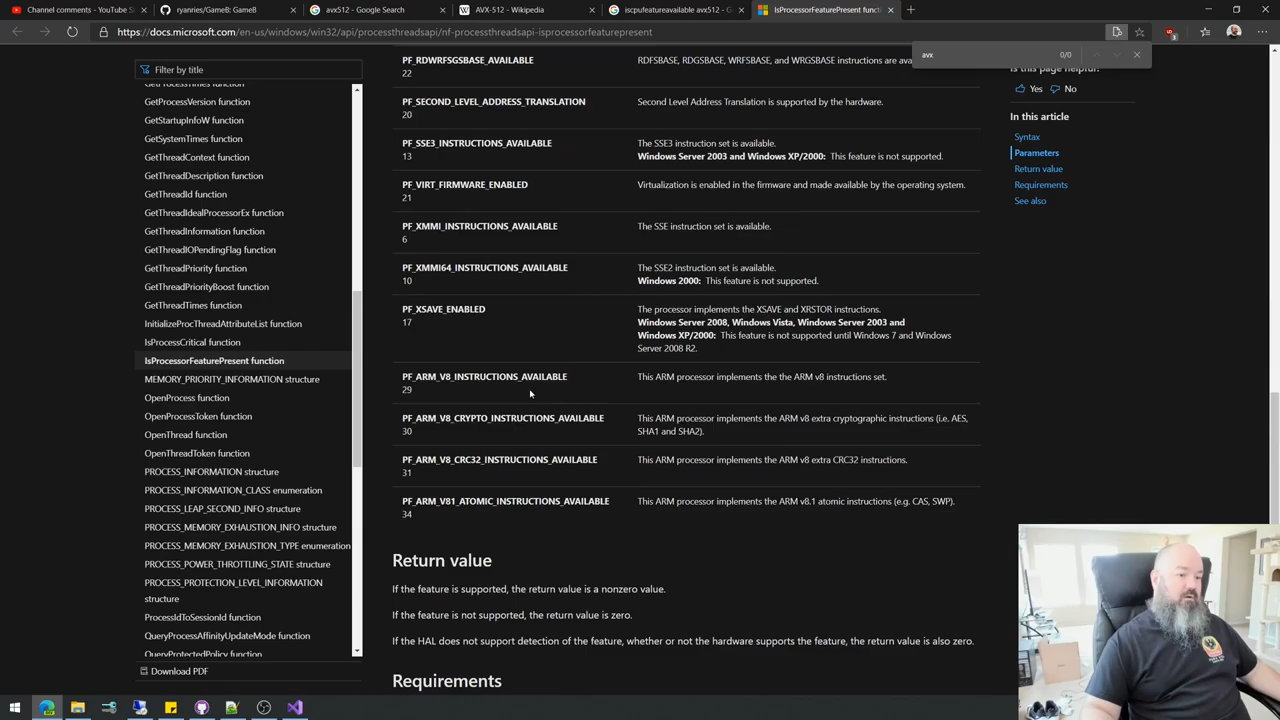 Channel comments - YouTube S
ryanries/GameB: GameB
avx512 - Google Search
AVX-512 - Wikipedia
iscpufeatureavailable avx512 - G
IsProcessorFeaturePresent functi
https://docs.microsoft.com/en-us/windows/win32/api/processthreadsapi/nf-processthreadsapi-isprocessorfeaturepresent
avx
0/0
Filter by title
GetProcessTimes function
GetProcessVersion function
GetStartupInfoW function
GetSystemTimes function
GetThreadContext function
GetThreadDescription function
GetThreadId function
GetThreadIdealProcessorEx function
GetThreadInformation function
GetThreadIOPendingFlag function
GetThreadPriority function
GetThreadPriorityBoost function
GetThreadTimes function
InitializeProcThreadAttributeList function
IsProcessCritical function
IsProcessorFeaturePresent function
MEMORY_PRIORITY_INFORMATION structure
OpenProcess function
OpenProcessToken function
OpenThread function
OpenThreadToken function
PROCESS_INFORMATION structure
PROCESS_INFORMATION_CLASS enumeration
PROCESS_LEAP_SECOND_INFO structure
PROCESS_MEMORY_EXHAUSTION_INFO structure
PROCESS_MEMORY_EXHAUSTION_TYPE enumeration
PROCESS_POWER_THROTTLING_STATE structure
PROCESS_PROTECTION_LEVEL_INFORMATION
structure
ProcessIdToSessionId function
QueryProcessAffinityUpdateMode function
QueryProtectedPolicy function
Download PDF
PF_RDWRFSGSBASE_AVAILABLE
22
RDFSBASE, RDGSBASE, WRFSBASE, and WRGSBASE instructions are ava
PF_SECOND_LEVEL_ADDRESS_TRANSLATION
20
Second Level Address Translation is supported by the hardware.
PF_SSE3_INSTRUCTIONS_AVAILABLE
13
The SSE3 instruction set is available.
Windows Server 2003 and Windows XP/2000: This feature is not supported.
PF_VIRT_FIRMWARE_ENABLED
21
Virtualization is enabled in the firmware and made available by the operating system.
PF_XMMI_INSTRUCTIONS_AVAILABLE
6
The SSE instruction set is available.
PF_XMMI64_INSTRUCTIONS_AVAILABLE
10
The SSE2 instruction set is available.
Windows 2000: This feature is not supported.
PF_XSAVE_ENABLED
17
The processor implements the XSAVE and XRSTOR instructions.
Windows Server 2008, Windows Vista, Windows Server 2003 and
Windows XP/2000: This feature is not supported until Windows 7 and Windows
Server 2008 R2.
PF_ARM_V8_INSTRUCTIONS_AVAILABLE
29
This ARM processor implements the the ARM v8 instructions set.
PF_ARM_V8_CRYPTO_INSTRUCTIONS_AVAILABLE
30
This ARM processor implements the ARM v8 extra cryptographic instructions (i.e. AES,
SHA1 and SHA2).
PF_ARM_V8_CRC32_INSTRUCTIONS_AVAILABLE
31
This ARM processor implements the ARM v8 extra CRC32 instructions.
PF_ARM_V81_ATOMIC_INSTRUCTIONS_AVAILABLE
34
This ARM processor implements the ARM v8.1 atomic instructions (e.g. CAS, SWP).
Return value
If the feature is supported, the return value is a nonzero value.
If the feature is not supported, the return value is zero.
If the HAL does not support detection of the feature, whether or not the hardware supports the feature, the return value is also zero.
Requirements
Is this page helpful?
Yes
No
In this article
Syntax
Parameters
Return value
Requirements
See also